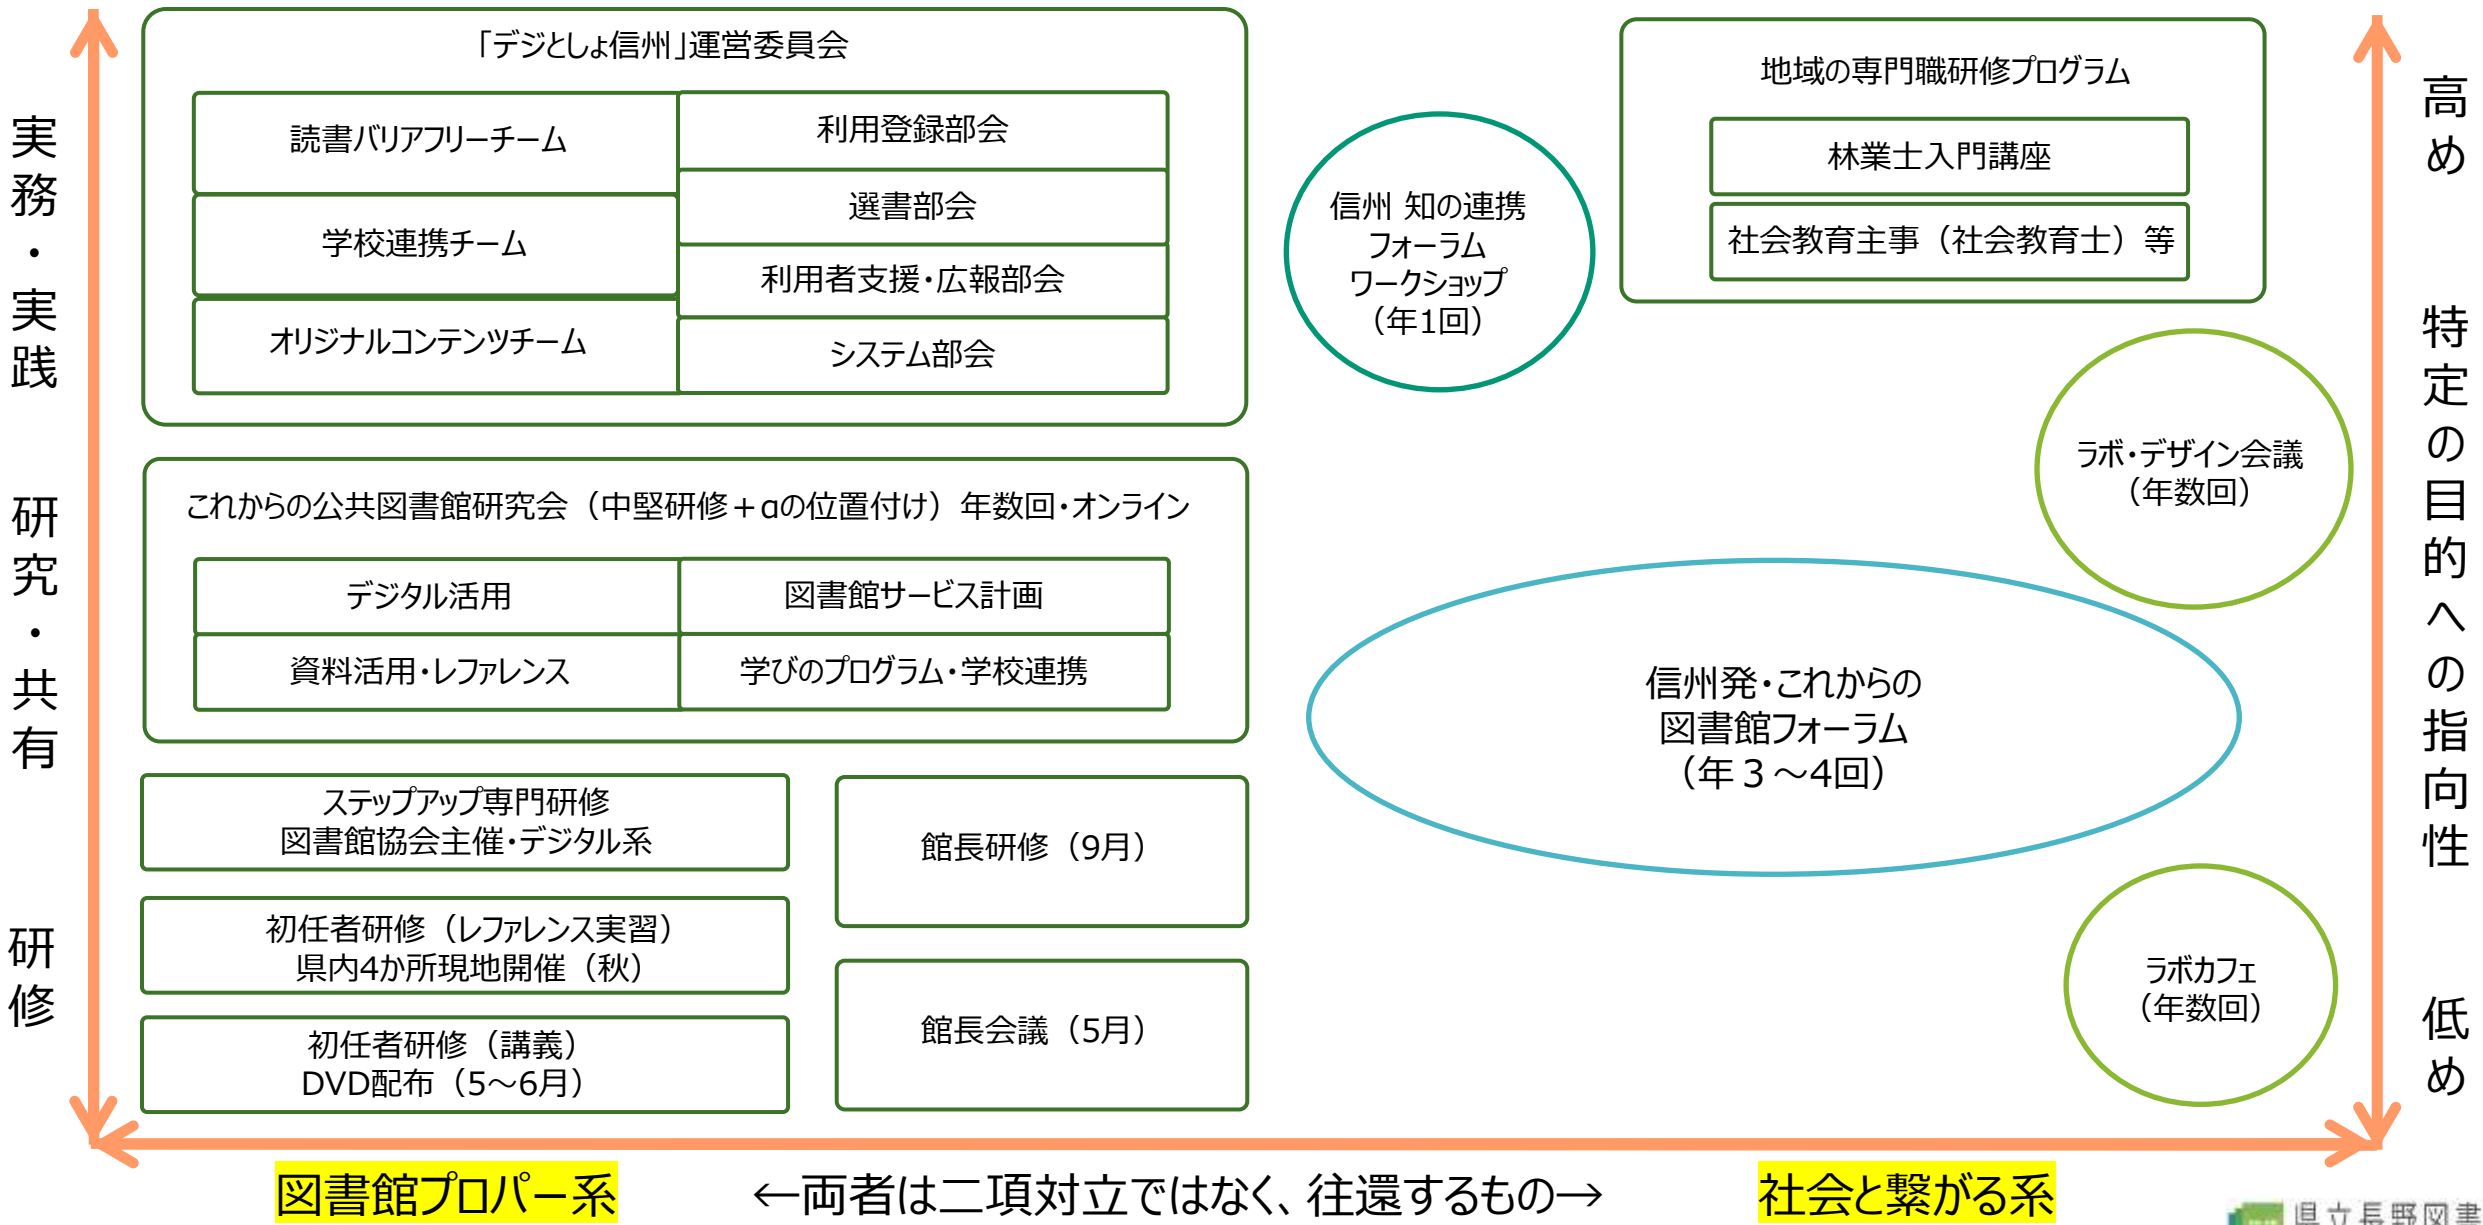 実務・実践
研究・共有
研修
「デジとしょ信州」運営委員会
読書バリアフリーチーム
学校連携チーム
オリジナルコンテンツチーム
利用登録部会
選書部会
利用者支援・広報部会
システム部会
これからの公共図書館研究会（中堅研修＋αの位置付け）年数回・オンライン
デジタル活用
図書館サービス計画
資料活用・レファレンス
学びのプログラム・学校連携
ステップアップ専門研修
図書館協会主催・デジタル系
初任者研修（レファレンス実習）
県内4か所現地開催（秋）
初任者研修（講義）
DVD配布（5～6月）
館長研修（9月）
館長会議（5月）
信州 知の連携
フォーラム
ワークショップ
（年1回）
地域の専門職研修プログラム
林業士入門講座
社会教育主事（社会教育士）等
ラボ・デザイン会議
（年数回）
信州発・これからの
図書館フォーラム
（年３～4回）
ラボカフェ
（年数回）
高め
特定の目的への指向性
低め
図書館プロパー系
←両者は二項対立ではなく、往還するもの→
社会と繋がる系
県立長野図書